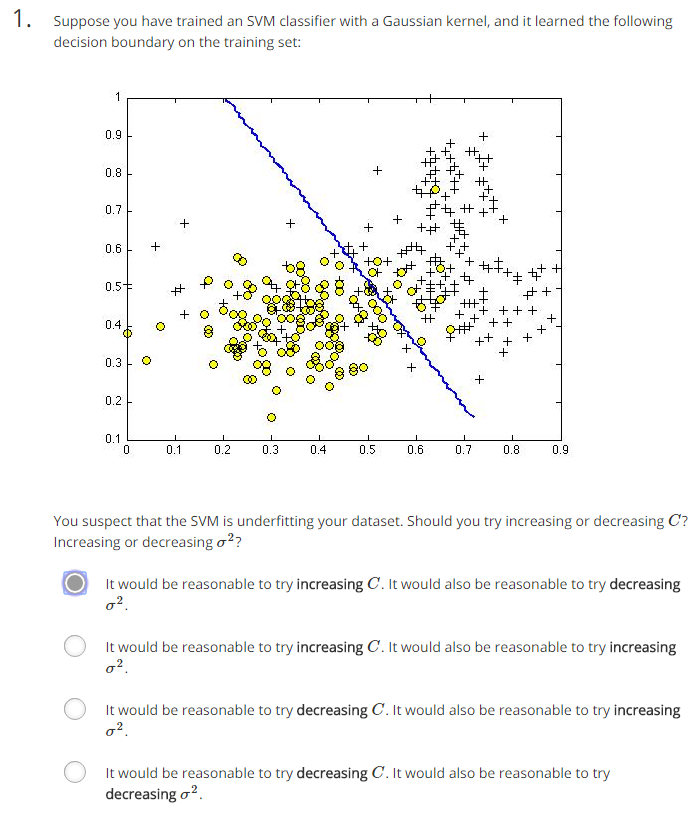 1. Suppose you have trained an SVM classifier with a Gaussian kernel, and it learned the following
decision boundary on the training set:
1
0.9
0.8
0.7
0.6
0.5
0.4
0.3
0.2
0.1
0 0.1 0.2 0.3 0.4 0.5 0.6 0.7 0.8 0.9
You suspect that the SVM is underfitting your dataset. Should you try increasing or decreasing C?
Increasing or decreasing σ²?
It would be reasonable to try increasing C. It would also be reasonable to try decreasing
σ².
It would be reasonable to try increasing C. It would also be reasonable to try increasing
σ².
It would be reasonable to try decreasing C. It would also be reasonable to try increasing
σ².
It would be reasonable to try decreasing C. It would also be reasonable to try
decreasing σ².